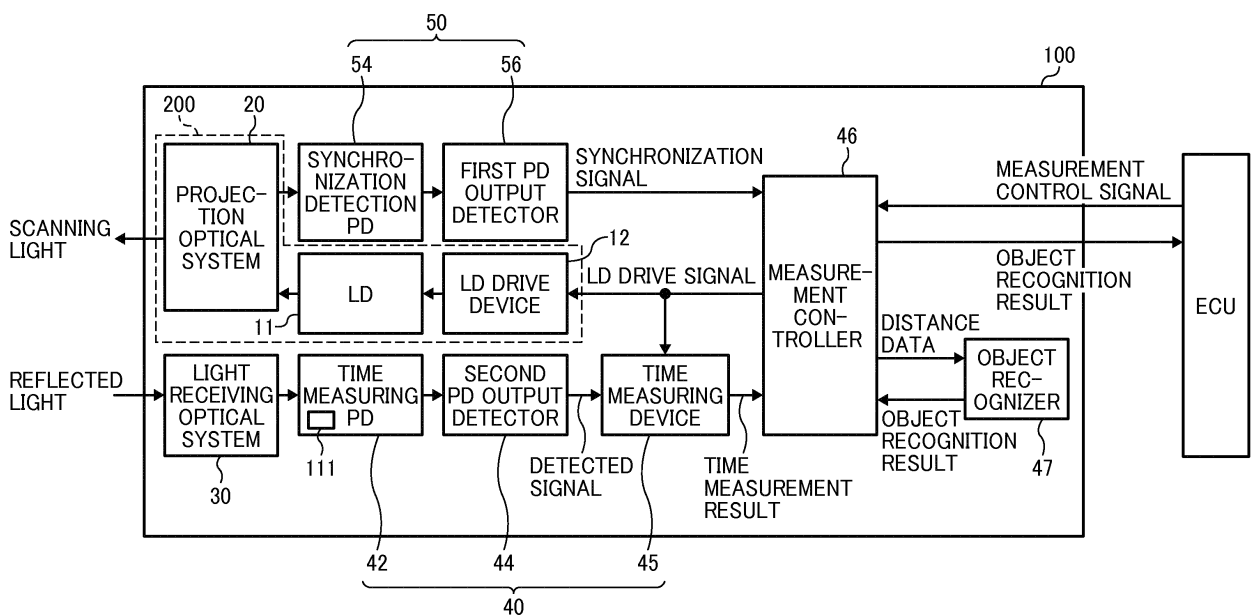 50
54
56
100
200
20
46
SYNCHRO-
NIZATION
DETECTION
PD
FIRST PD
OUTPUT
DETECTOR
SYNCHRONIZATION
SIGNAL
MEASUREMENT
CONTROL SIGNAL
PROJEC-
TION
OPTICAL
SYSTEM
SCANNING
LIGHT
12
LD
11
LD DRIVE
DEVICE
LD DRIVE SIGNAL
MEASURE-
MENT
CON-
TROLLER
OBJECT
RECOGNITION
RESULT
ECU
DISTANCE
DATA
OBJECT
REC-
OGNIZER
REFLECTED
LIGHT
LIGHT
RECEIVING
OPTICAL
SYSTEM
TIME
MEASURING
PD
111
SECOND
PD OUTPUT
DETECTOR
TIME
MEASURING
DEVICE
OBJECT
RECOGNITION
RESULT
47
30
DETECTED
SIGNAL
TIME
MEASUREMENT
RESULT
42
44
45
40